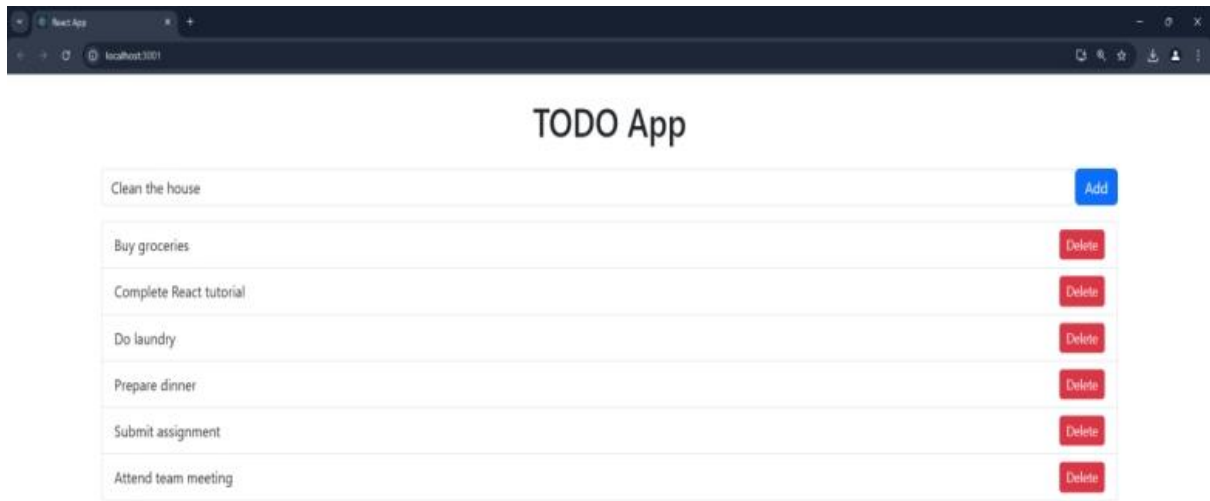 React App
localhost:3001
TODO App
Clean the house Add
Buy groceries Delete
Complete React tutorial Delete
Do laundry Delete
Prepare dinner Delete
Submit assignment Delete
Attend team meeting Delete